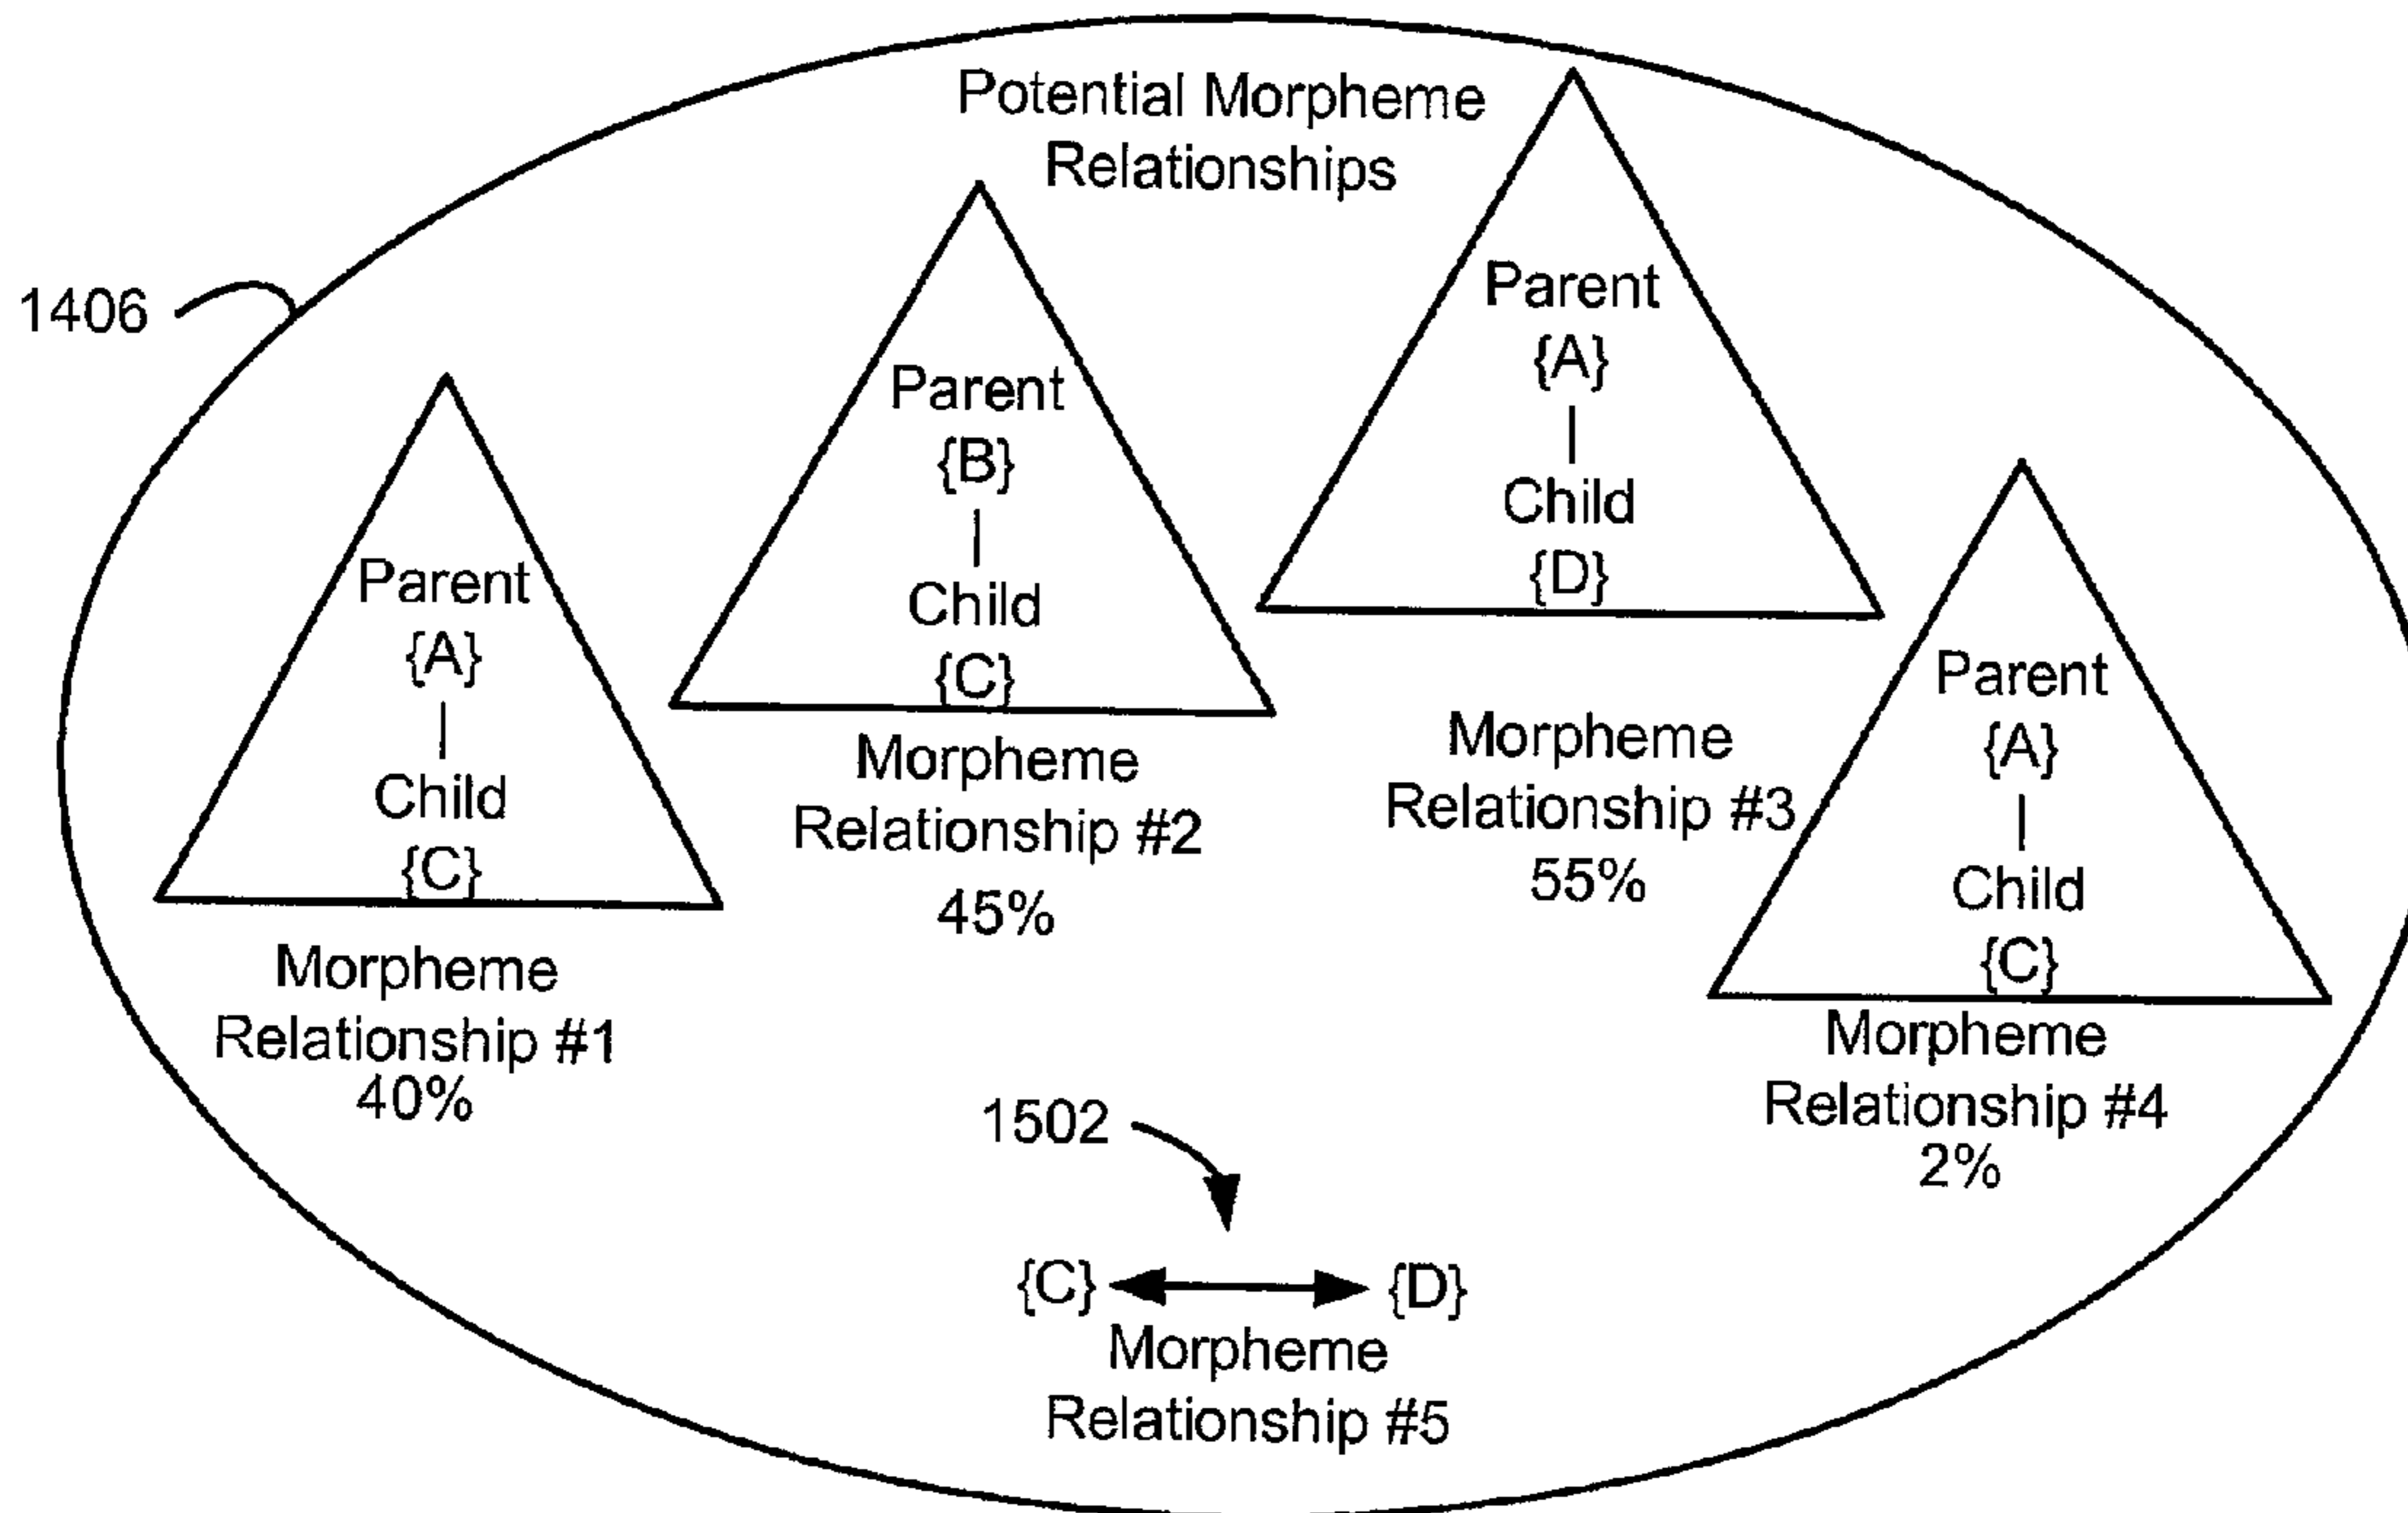 Potential Morpheme
Relationships
1406
Parent
{A}
|
Child
{C}
Morpheme
Relationship #1
40%
Parent
{B}
|
Child
{C}
Morpheme
Relationship #2
45%
Parent
{A}
|
Child
{D}
Morpheme
Relationship #3
55%
Parent
{A}
|
Child
{C}
Morpheme
Relationship #4
2%
1502
{C} {D}
Morpheme
Relationship #5